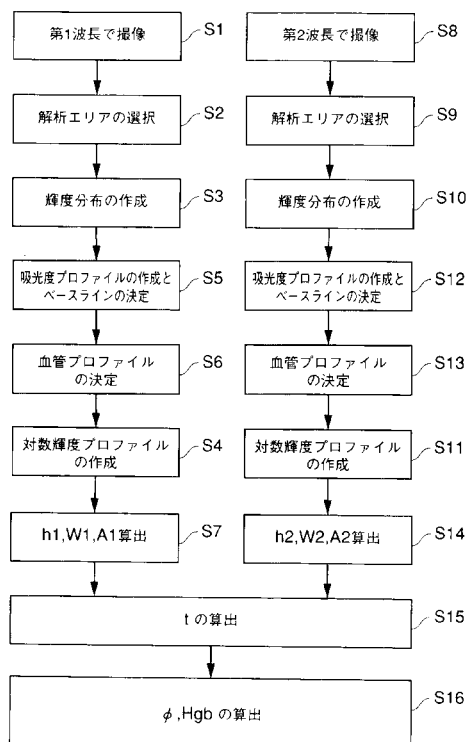 第1波長で撮像
S1
解析エリアの選択
S2
輝度分布の作成
S3
吸光度プロファイルの作成と
ベースラインの決定
S5
血管プロファイル
の決定
S6
対数輝度プロファイル
の作成
S4
h1,W1,A1算出
S7
第2波長で撮像
S8
解析エリアの選択
S9
輝度分布の作成
S10
吸光度プロファイルの作成と
ベースラインの決定
S12
血管プロファイル
の決定
S13
対数輝度プロファイル
の作成
S11
h2,W2,A2算出
S14
tの算出
S15
φ,Hgbの算出
S16